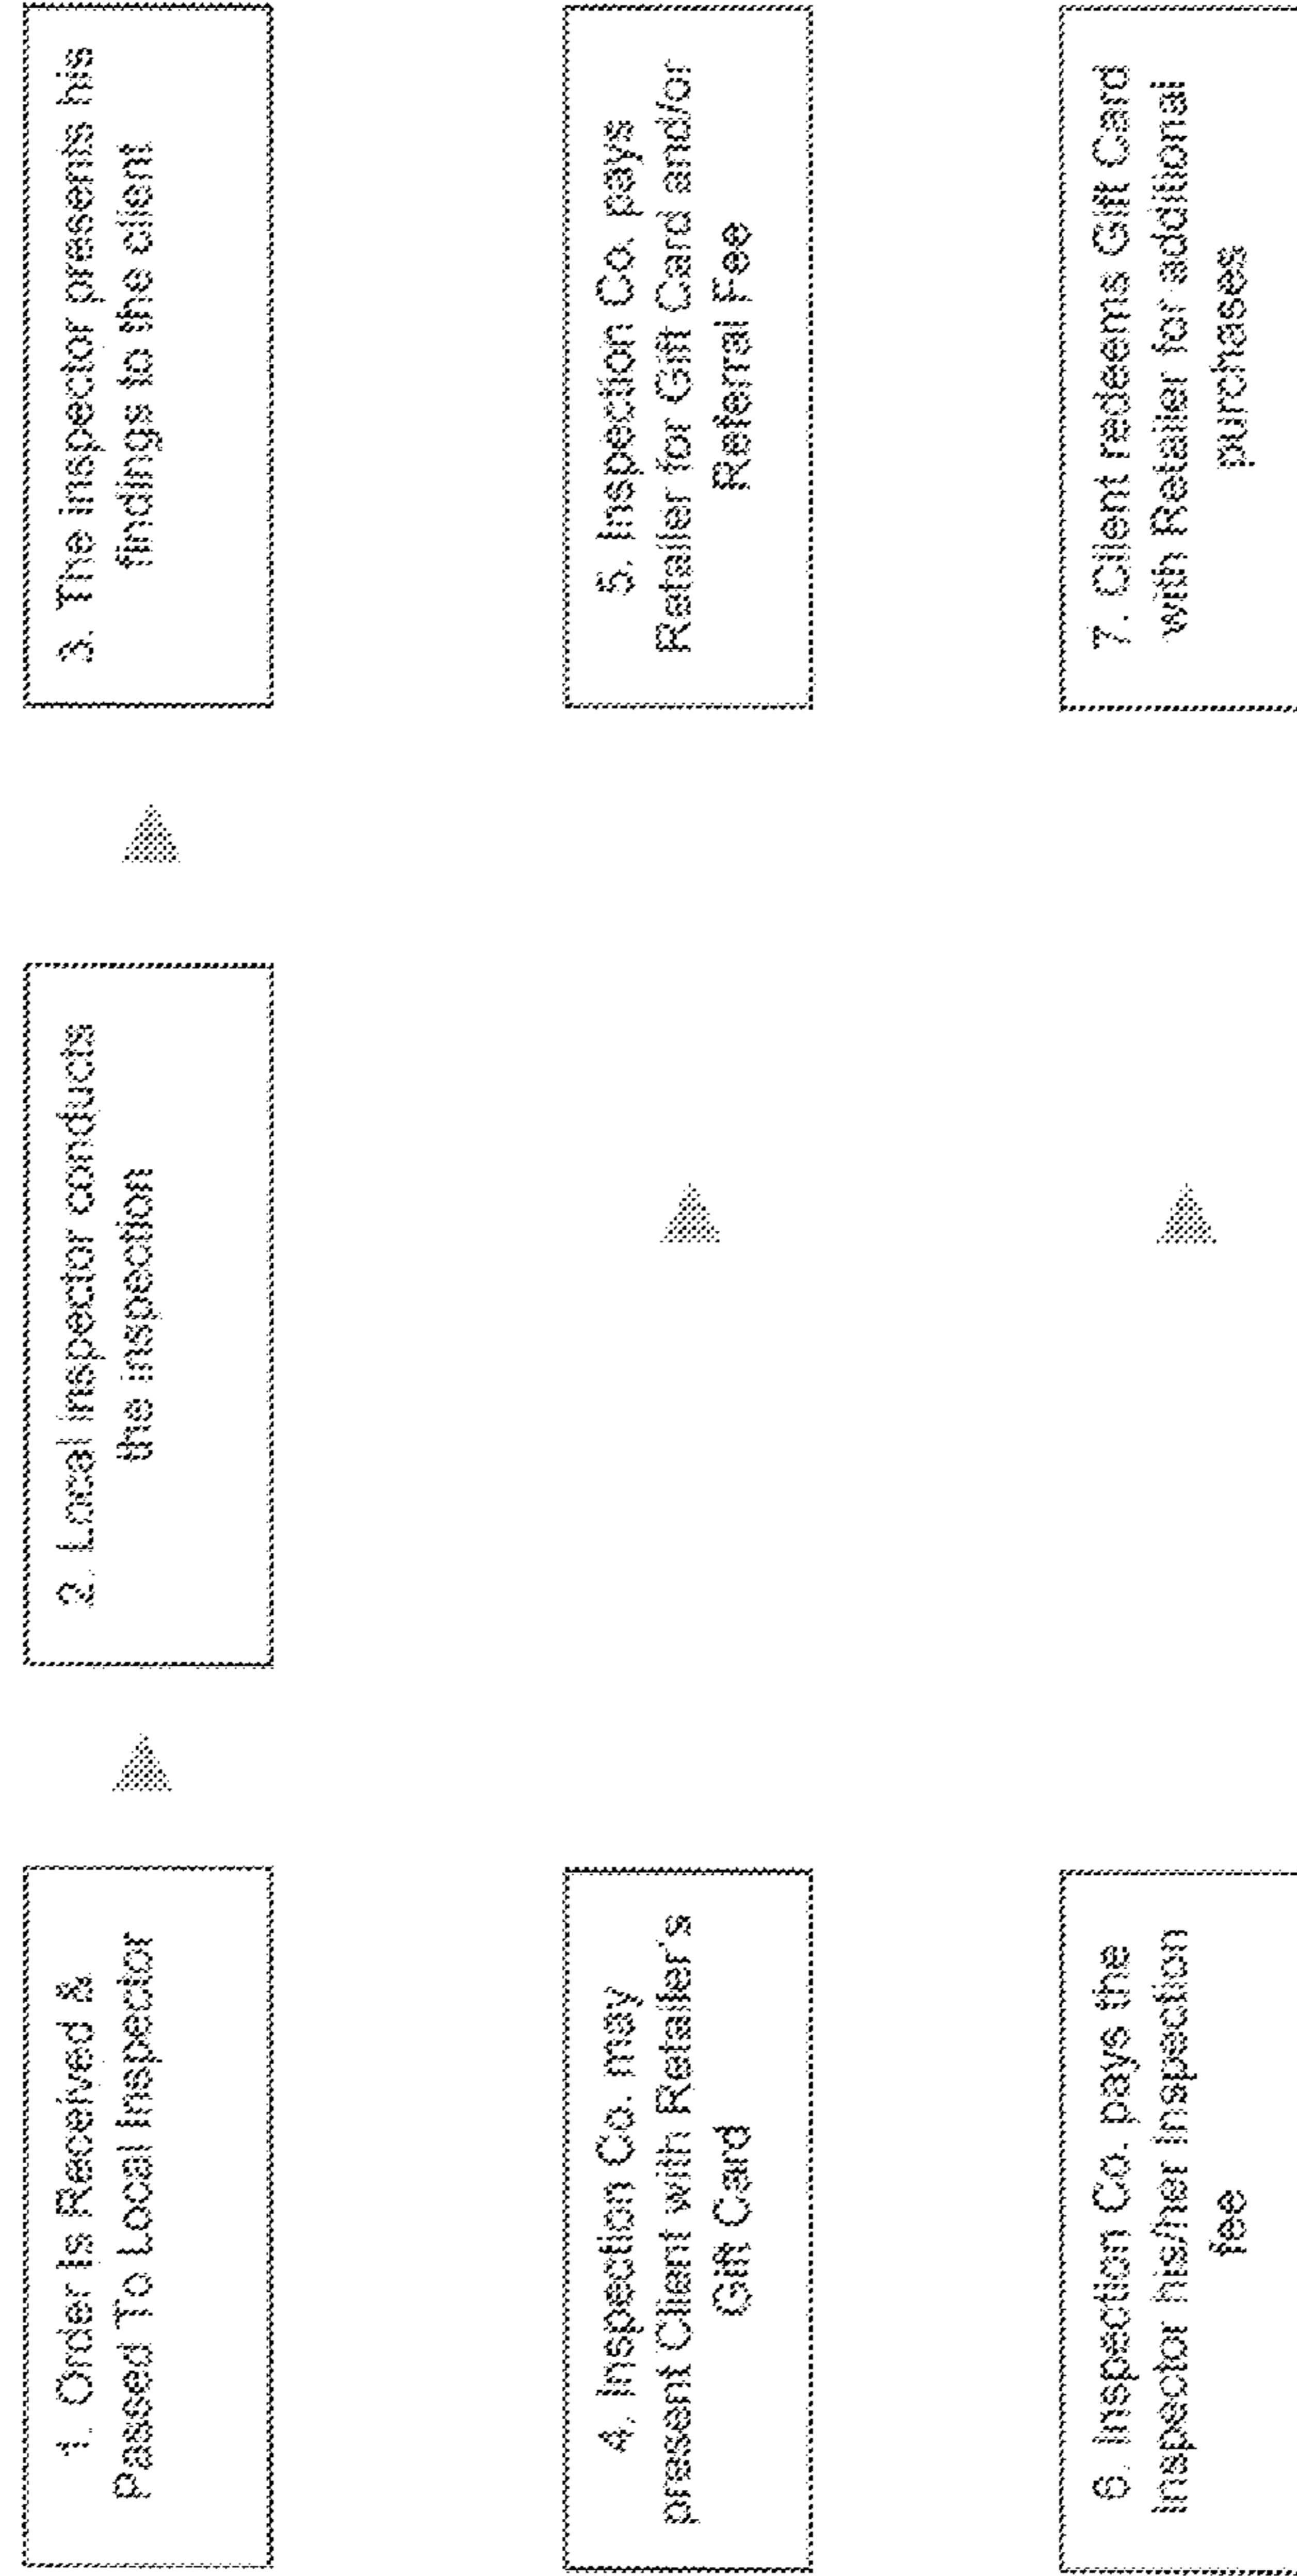 1. Order Is Received &
Passed To Local Inspector
2. Local inspector conducts
the inspection
3. The inspector presents his
findings to the client
4. Inspection Co. may
present Client with Retailer's
Gift Card
5. Inspection Co. pays
Retailer for Gift Card and/or
Referral Fee
6. Inspection Co. pays the
Inspector his/her Inspection
fee
7. Client redeems Gift Card
with Retailer for additional
purchases